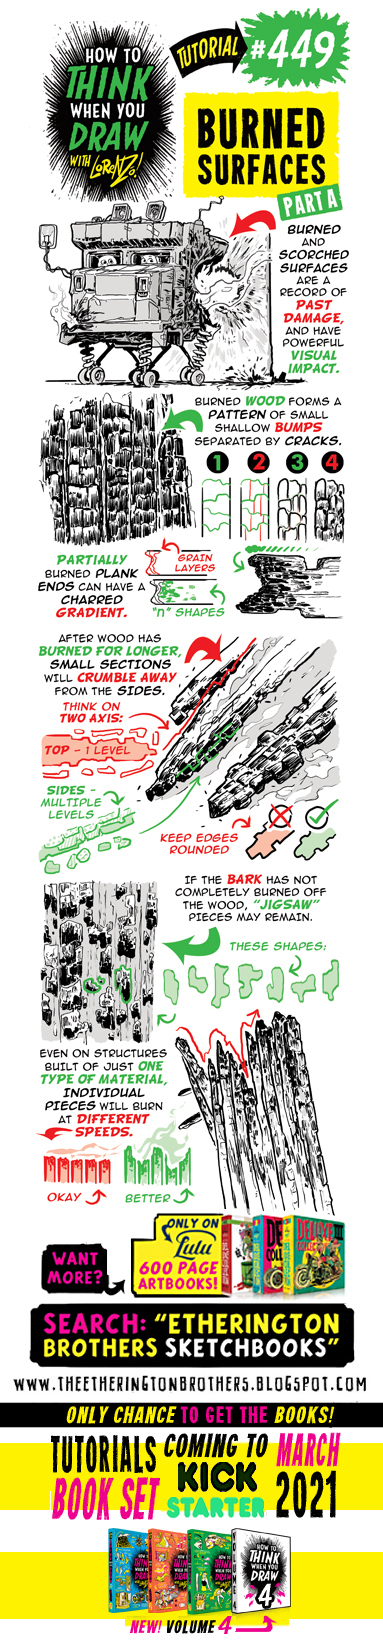 HOW TO
THINK
WHEN YOU
DRAW
WITH LORENZO!
TUTORIAL
#449
BURNED
SURFACES
PART A
BURNED
AND
SCORCHED
SURFACES
ARE A
RECORD OF
PAST
DAMAGE,
AND HAVE
POWERFUL
VISUAL
IMPACT.
BURNED WOOD FORMS A
PATTERN OF SMALL
SHALLOW BUMPS
SEPARATED BY CRACKS.
1 2 3 4
PARTIALLY
BURNED PLANK
ENDS CAN HAVE A
CHARRED
GRADIENT.
GRAIN
LAYERS
"n" SHAPES
AFTER WOOD HAS
BURNED FOR LONGER,
SMALL SECTIONS
WILL CRUMBLE AWAY
FROM THE SIDES.
THINK ON
TWO AXIS:
TOP - 1 LEVEL
SIDES -
MULTIPLE
LEVELS
KEEP EDGES
ROUNDED
IF THE BARK HAS NOT
COMPLETELY BURNED OFF
THE WOOD, "JIGSAW"
PIECES MAY REMAIN.
THESE SHAPES:
EVEN ON STRUCTURES
BUILT OF JUST ONE
TYPE OF MATERIAL,
INDIVIDUAL
PIECES WILL BURN
AT DIFFERENT
SPEEDS.
OKAY
BETTER
WANT
MORE?
ONLY ON
Lulu
600 PAGE
ARTBOOKS!
SEARCH: "ETHERINGTON
BROTHERS SKETCHBOOKS"
WWW.THEETHERINGTONBROTHERS.BLOGSPOT.COM
ONLY CHANCE TO GET THE BOOKS!
TUTORIALS
BOOK SET
COMING TO
KICK
STARTER
MARCH
2021
HOW TO
THINK
WHEN YOU
DRAW
4
NEW! VOLUME 4